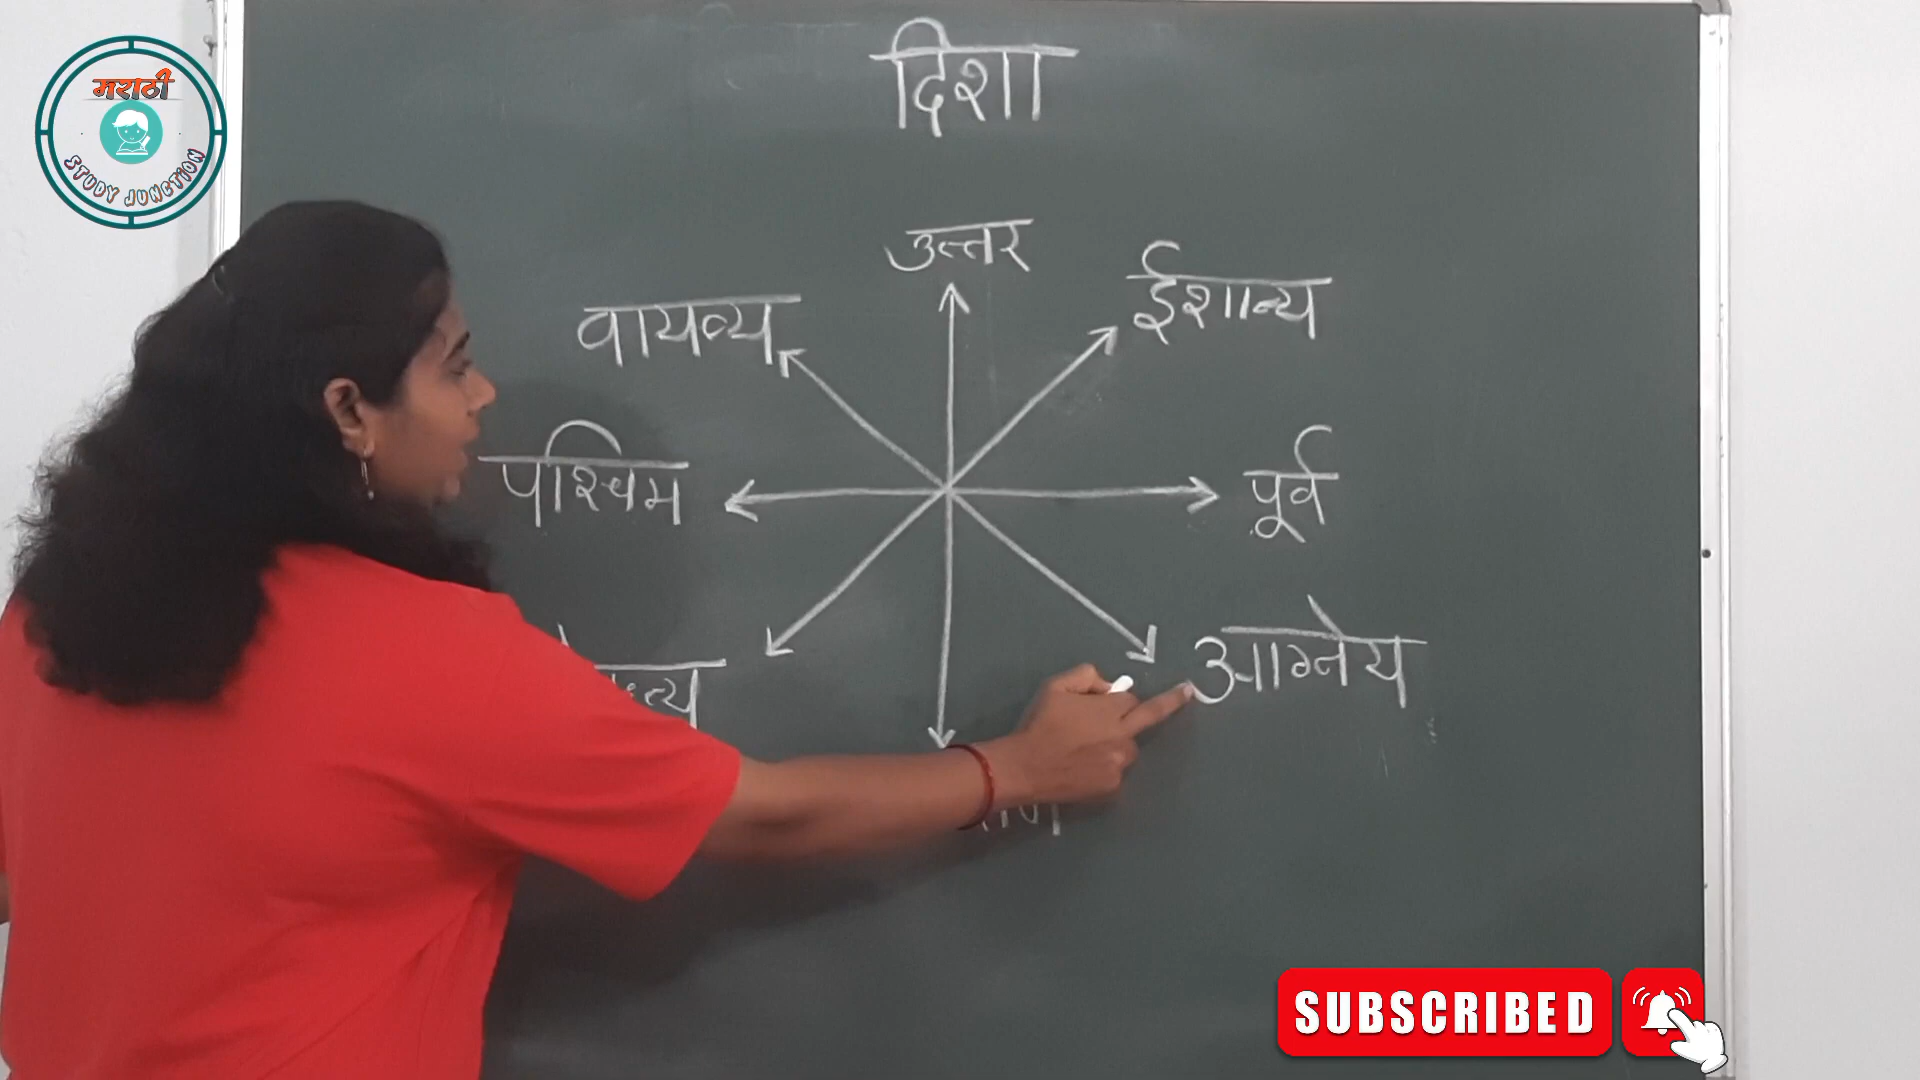 मराठी
STUDY JUNCTION
दिशा
उत्तर
ईशान्य
वायव्य
पश्चिम
पूर्व
आग्नेय
SUBSCRIBED